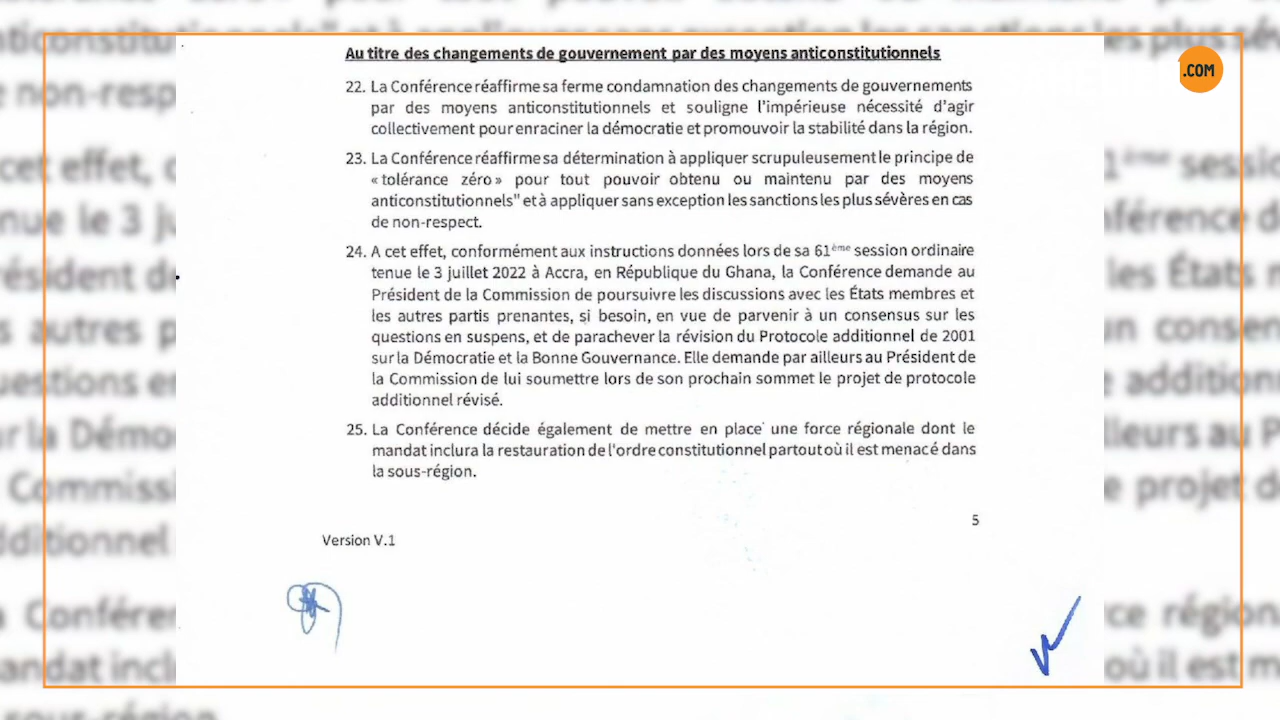 Au titre des changements de gouvernement par des moyens anticonstitutionnels
22. La Conférence réaffirme sa ferme condamnation des changements de gouvernements
par des moyens anticonstitutionnels et souligne l'impérieuse nécessité d'agir
collectivement pour enraciner la démocratie et promouvoir la stabilité dans la région.
23. La Conférence réaffirme sa détermination à appliquer scrupuleusement le principe de
« tolérance zéro » pour tout pouvoir obtenu ou maintenu par des moyens
anticonstitutionnels" et à appliquer sans exception les sanctions les plus sévères en cas
de non-respect.
24. A cet effet, conformément aux instructions données lors de sa 61ème session ordinaire
tenue le 3 juillet 2022 à Accra, en République du Ghana, la Conférence demande au
Président de la Commission de poursuivre les discussions avec les États membres et
les autres partis prenantes, si besoin, en vue de parvenir à un consensus sur les
questions en suspens, et de parachever la révision du Protocole additionnel de 2001
sur la Démocratie et la Bonne Gouvernance. Elle demande par ailleurs au Président de
la Commission de lui soumettre lors de son prochain sommet le projet de protocole
additionnel révisé.
25. La Conférence décide également de mettre en place une force régionale dont le
mandat inclura la restauration de l'ordre constitutionnel partout où il est menacé dans
la sous-région.
5
Version V.1
.COM